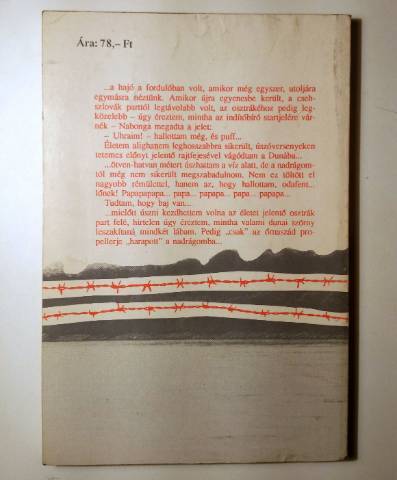 Ára: 78,– Ft
...a hajó a fordulóban volt, amikor még egyszer, utoljára
egymásra néztünk. Amikor újra egyenesbe került, a cseh-
szlovák parttól legtávolabb volt, az osztrákéhoz pedig leg-
közelebb – úgy éreztem, mintha az indítóbíró startjelére vár-
nék – Nabonga megadta a jelet:
– Uhraim! – hallottam még, és puff...
Életem alighanem leghosszabbra sikerült, úszóversenyeken
tetemes előnyt jelentő rajtfejesével vágódtam a Dunába...
...ötven-hatvan métert úszhattam a víz alatt, de a nadrágom-
tól még nem sikerült megszabadulnom. Nem ez töltött el
nagyobb rémülettel, hanem az, hogy hallottam, odafent...
lőnek! Papapapapa... papa... papapa... papa... papapa...
Tudtam, hogy baj van...
...mielőtt úszni kezdhettem volna az életet jelentő osztrák
part felé, hirtelen úgy éreztem, mintha valami dunai szörny
leszakítaná mindkét lábam. Pedig „csak” az őrnaszád pro-
pellerje „harapott” a nadrágomba...